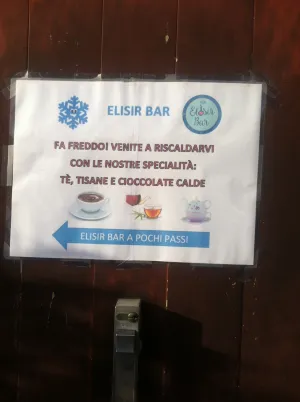 ELISIR BAR
Elisir
Bar
FA FREDDO! VENITE A RISCALDARVI
CON LE NOSTRE SPECIALITÀ:
TÈ, TISANE E CIOCCOLATE CALDE
ELISIR BAR A POCHI PASSI